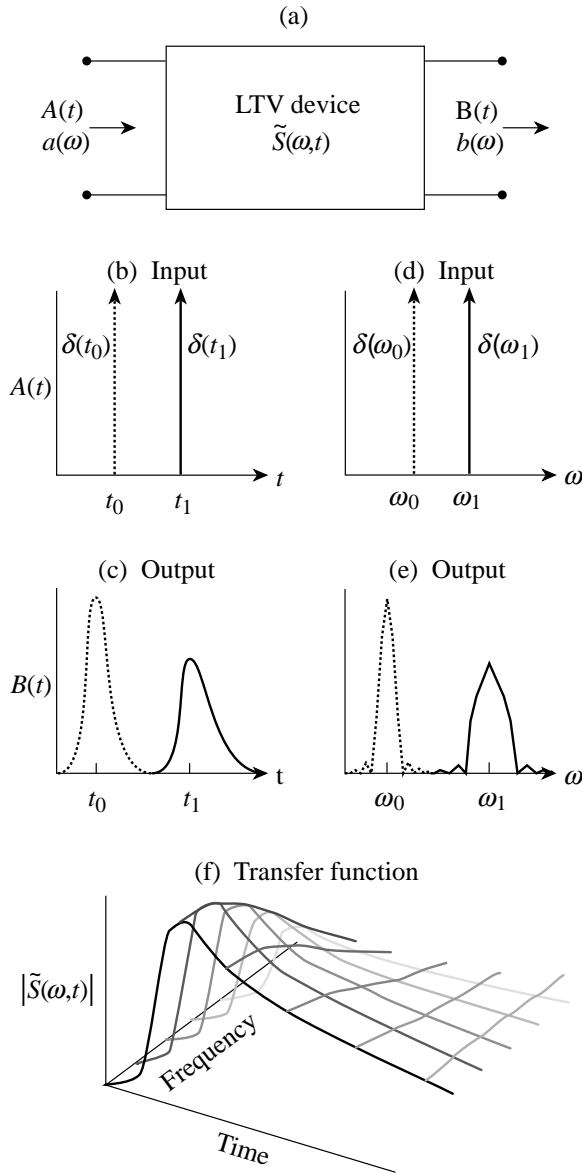 (a)
A(t)
a(ω)
LTV device
S̃(ω,t)
B(t)
b(ω)
(b) Input
(d) Input
δ(t₀)
δ(t₁)
δ(ω₀)
δ(ω₁)
A(t)
t
ω
t₀
t₁
ω₀
ω₁
(c) Output
(e) Output
B(t)
t
ω
t₀
t₁
ω₀
ω₁
(f) Transfer function
|S̃(ω,t)|
Frequency
Time